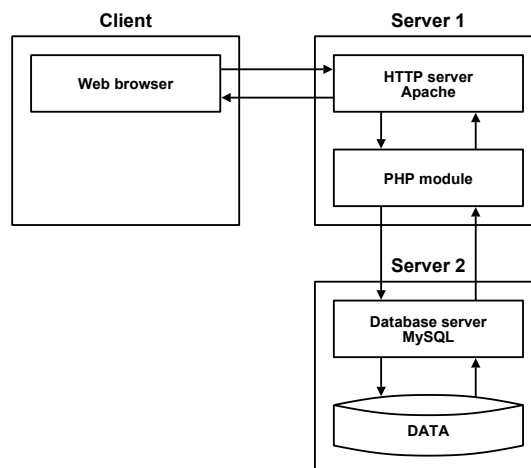 Client
Server 1
Web browser
HTTP server
Apache
PHP module
Server 2
Database server
MySQL
DATA